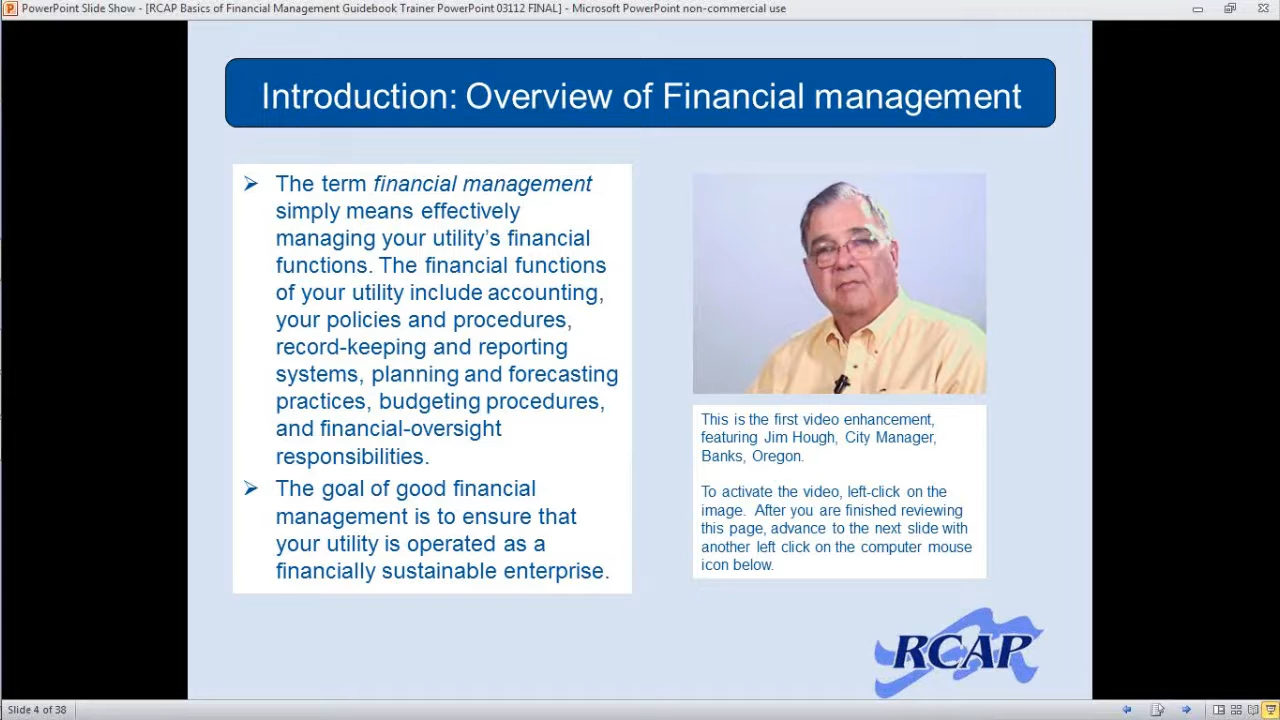 PowerPoint Slide Show - [RCAP Basics of Financial Management Guidebook Trainer PowerPoint 03112 FINAL] - Microsoft PowerPoint non-commercial use
Introduction: Overview of Financial management
The term financial management
simply means effectively
managing your utility’s financial
functions. The financial functions
of your utility include accounting,
your policies and procedures,
record-keeping and reporting
systems, planning and forecasting
practices, budgeting procedures,
and financial-oversight
responsibilities.
The goal of good financial
management is to ensure that
your utility is operated as a
financially sustainable enterprise.
This is the first video enhancement,
featuring Jim Hough, City Manager,
Banks, Oregon.
To activate the video, left-click on the
image. After you are finished reviewing
this page, advance to the next slide with
another left click on the computer mouse
icon below.
RCAP
Slide 4 of 38